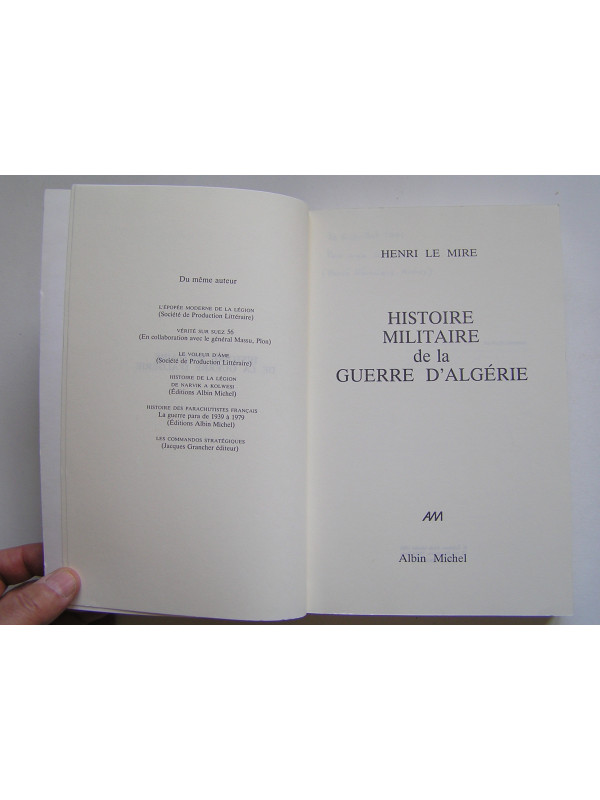 Du même auteur
L'ÉPOPÉE MODERNE DE LA LÉGION
(Société de Production Littéraire)
VÉRITÉ SUR SUEZ 56
(En collaboration avec le général Massu, Plon)
LE VOLEUR D'ÂME
(Société de Production Littéraire)
HISTOIRE DE LA LÉGION
DE NARVIK A KOLWESI
(Éditions Albin Michel)
HISTOIRE DES PARACHUTISTES FRANÇAIS
La guerre para de 1939 à 1979
(Éditions Albin Michel)
LES COMMANDOS STRATÉGIQUES
(Jacques Grancher éditeur)
HENRI LE MIRE
HISTOIRE
MILITAIRE
de la
GUERRE D'ALGÉRIE
AM
Albin Michel